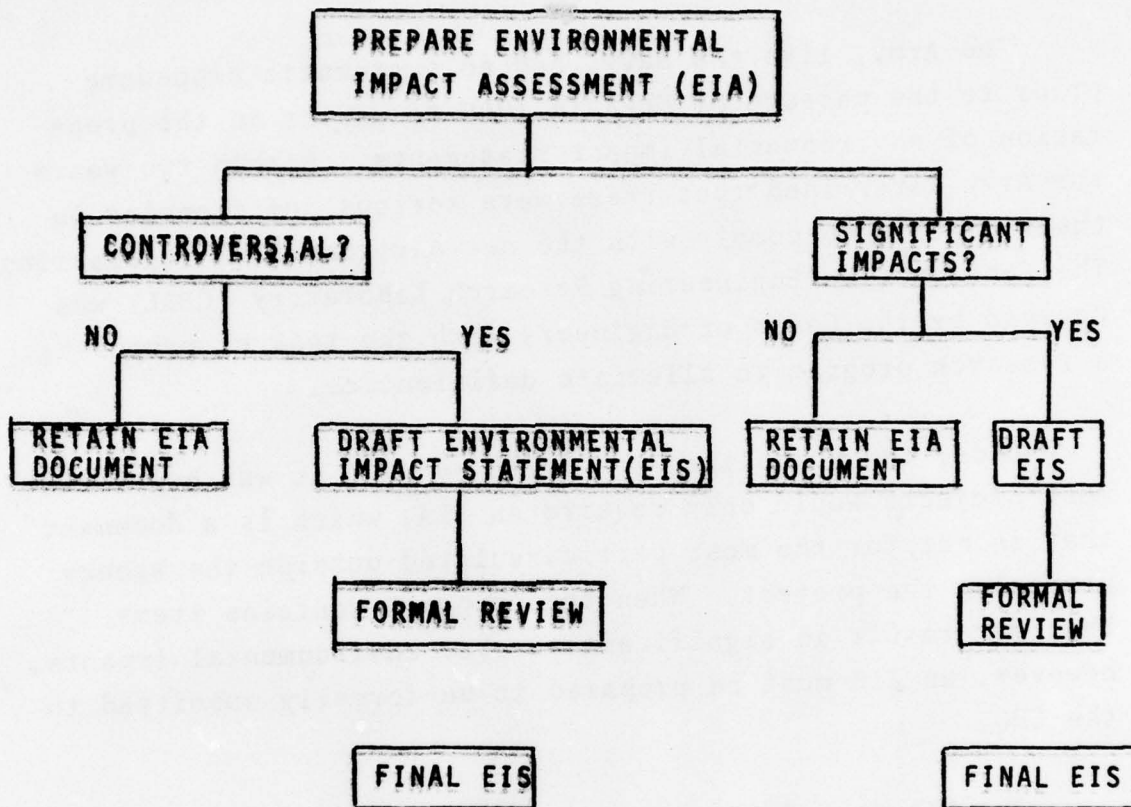 PREPARE ENVIRONMENTAL
IMPACT ASSESSMENT (EIA)
CONTROVERSIAL?
SIGNIFICANT
IMPACTS?
NO
YES
NO
YES
RETAIN EIA
DOCUMENT
DRAFT ENVIRONMENTAL
IMPACT STATEMENT(EIS)
RETAIN EIA
DOCUMENT
DRAFT
EIS
FORMAL REVIEW
FORMAL
REVIEW
FINAL EIS
FINAL EIS